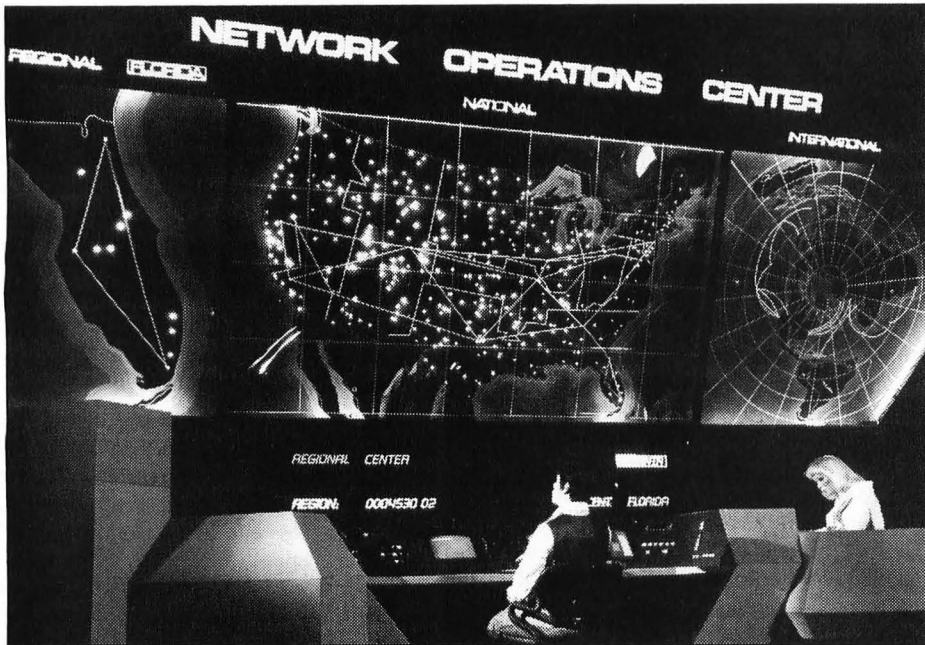 NETWORK OPERATIONS CENTER
REGIONAL FLORIDA
NATIONAL
INTERNATIONAL
REGIONAL CENTER
REGION: 0004530 02
FLORIDA